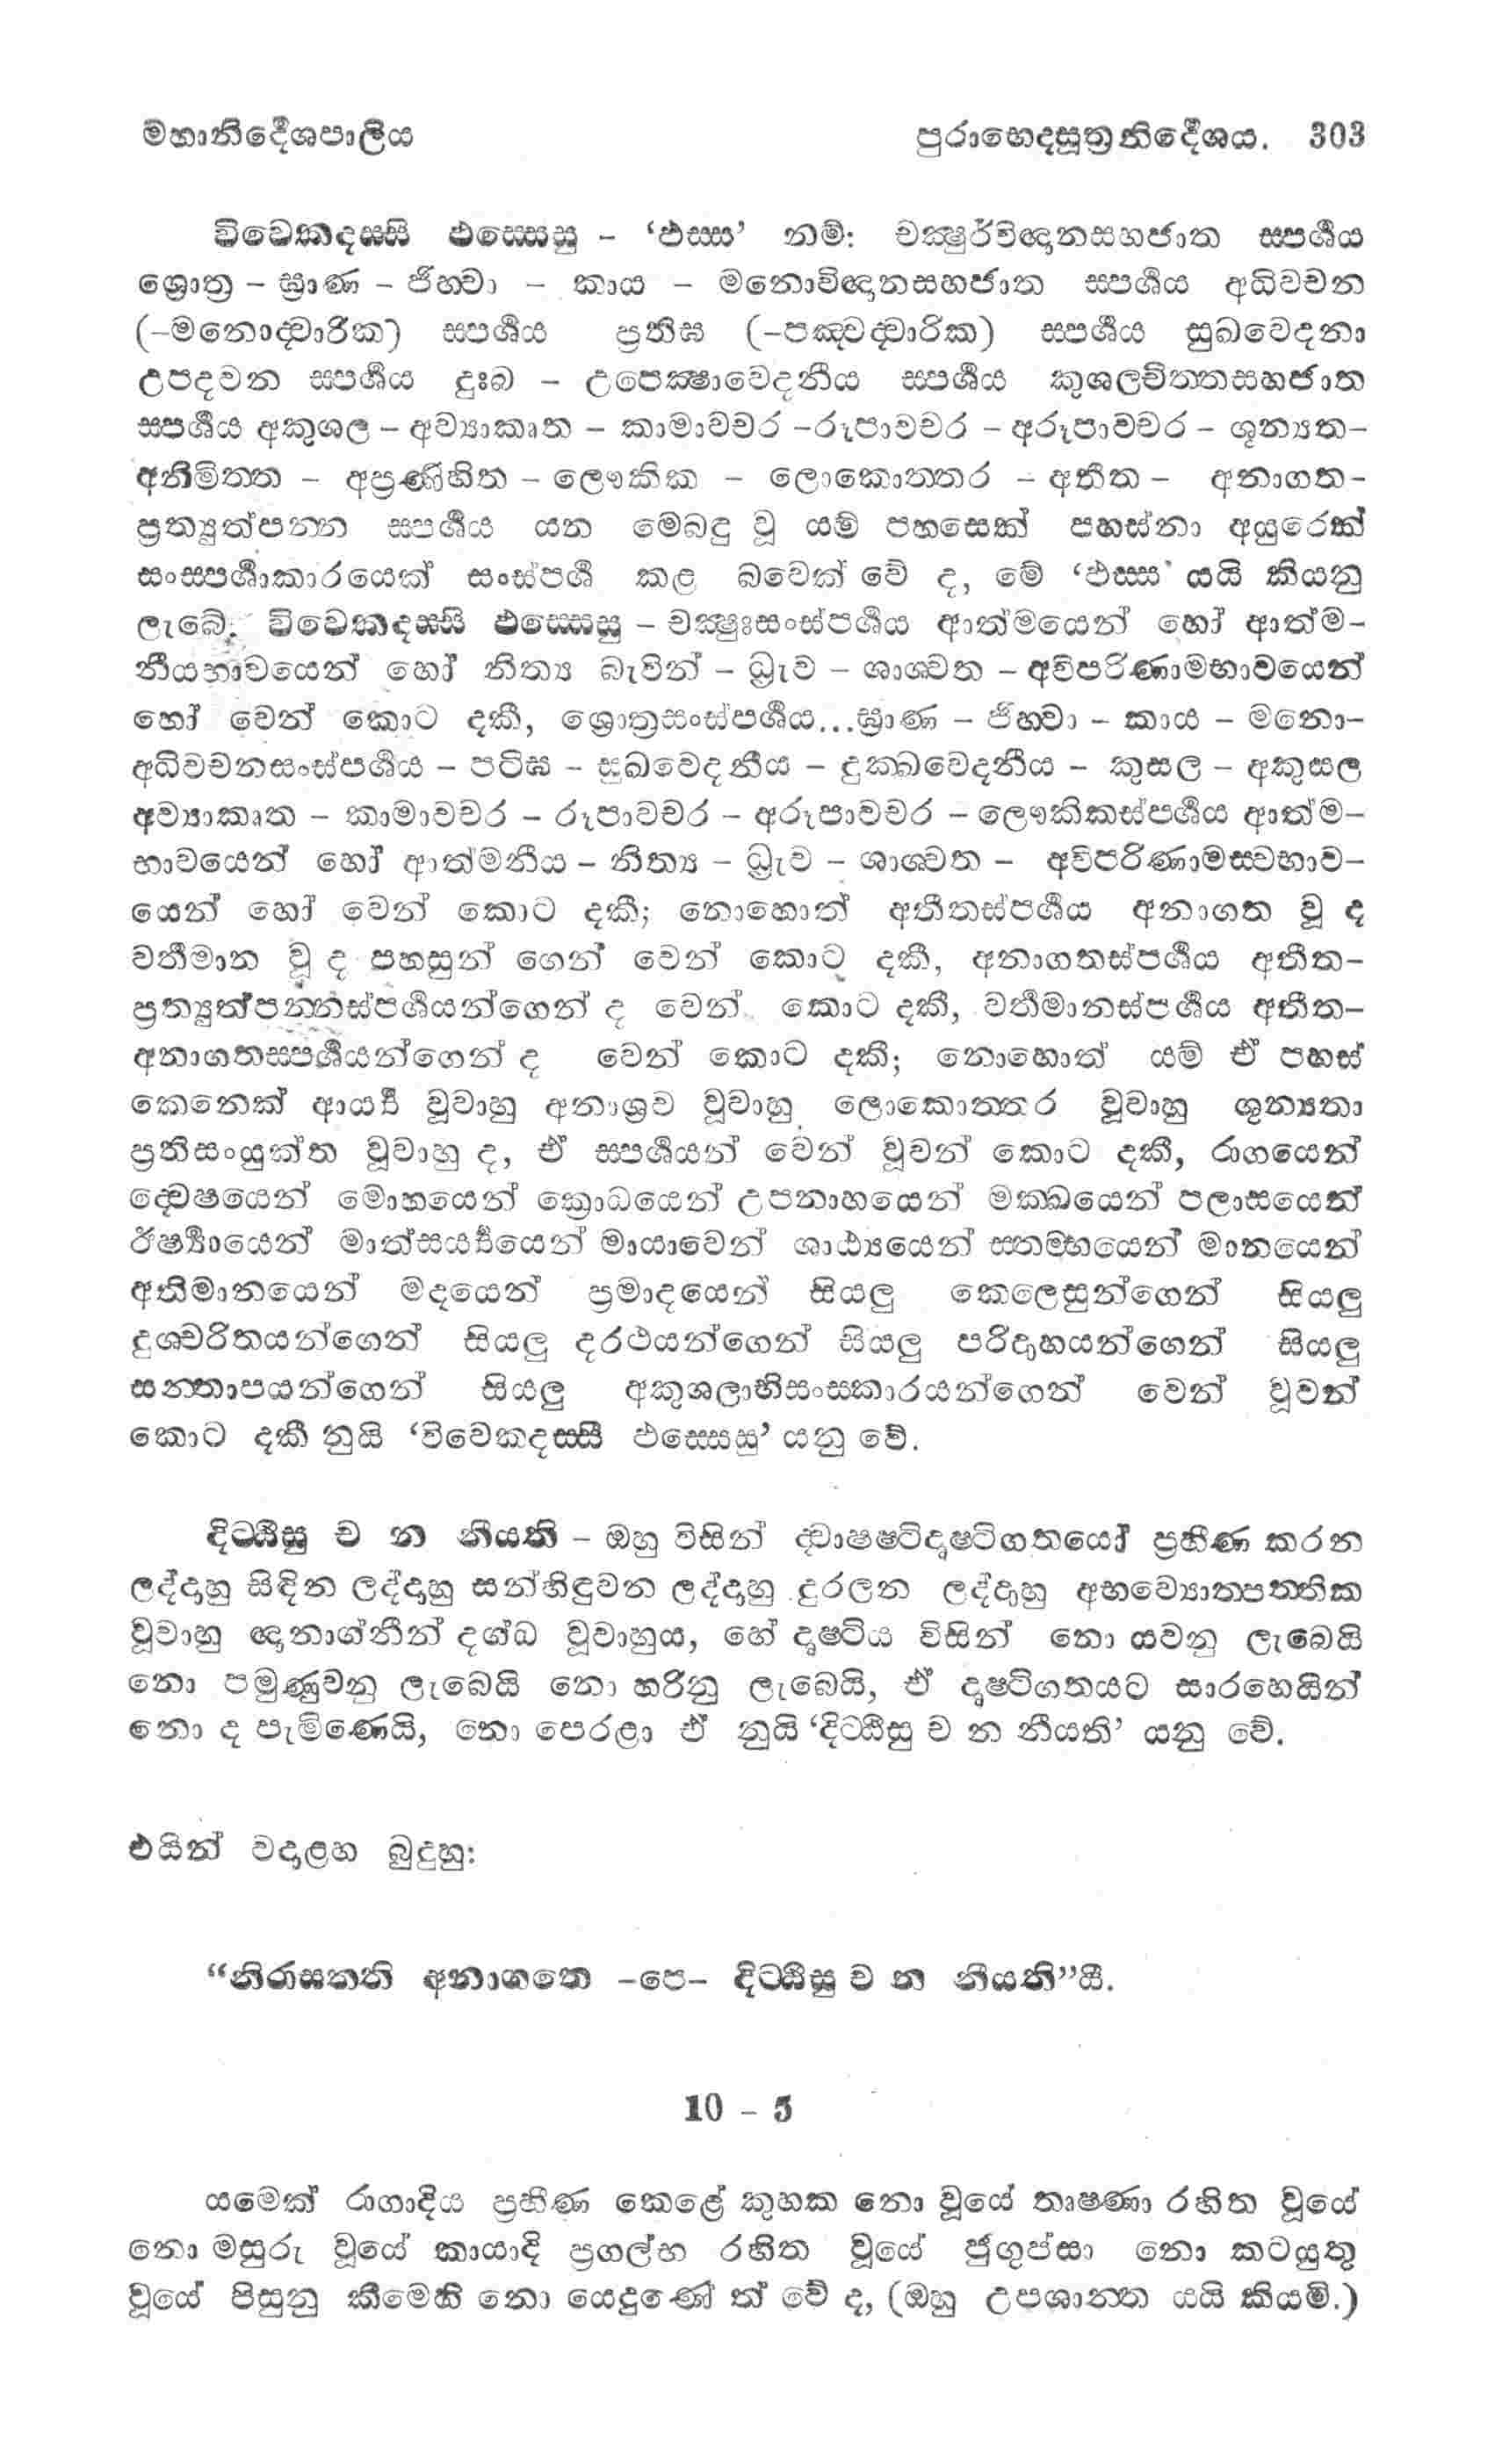 මහානිර්‍දේශපාලිය පුරාභෙදසූත්‍රනිර්‍දේශය. 303
විවෙකදස්සි ඵස්සෙසු – ‘ඵස්ස’ නම්: චක්‍ෂුර්විඥානසහජාත ස්පර්‍ශය
ශ්‍රොත්‍ර – ඝ්‍රාණ – ජිහ්වා – කාය – මනොවිඥානසහජාත ස්පර්‍ශය අධිවචන
(–මනොද්වාරික) ස්පර්‍ශය ප්‍රතිඝ (–පඤ්චද්වාරික) ස්පර්‍ශය සුඛවෙදනා
උපදවන ස්පර්‍ශය දුඃඛ – උපෙක්‍ෂාවෙදනීය ස්පර්‍ශය කුශලචිත්තසහජාත
ස්පර්‍ශය අකුශල – අව්‍යාකෘත – කාමාවචර –රූපාවචර – අරූපාවචර – ශූන්‍යත–
අනිමිත්ත – අප්‍රණිහිත – ලෞකික – ලොකොත්තර – අතීත – අනාගත–
ප්‍රත්‍යුත්පන්න ස්පර්‍ශය යන මෙබඳු වූ යම් පහසෙක් පහස්නා අයුරෙක්
සංස්පර්‍ශාකාරයෙක් සංස්පර්‍ශ කළ බවෙක් වේ ද, මේ ‘ඵස්ස’ යයි කියනු
ලැබේ. විවෙකදස්සි ඵස්සෙසු – චක්‍ෂුඃසංස්පර්‍ශය ආත්මයෙන් හෝ ආත්ම–
නීයභාවයෙන් හෝ නිත්‍ය බැවින් – ධ්‍රැව – ශාශ්වත – අවිපරිණාමභාවයෙන්
හෝ වෙන් කොට දකී, ශ්‍රොත්‍රසංස්පර්‍ශය...ඝ්‍රාණ – ජිහ්වා – කාය – මනො–
අධිවචනසංස්පර්‍ශය – පටිඝ – සුඛවෙදනීය – දුක්ඛවෙදනීය – කුසල – අකුසල
අව්‍යාකෘත – කාමාවචර – රූපාවචර – අරූපාවචර – ලෞකිකස්පර්‍ශය ආත්ම–
භාවයෙන් හෝ ආත්මනීය – නිත්‍ය – ධ්‍රැව – ශාශ්වත – අවිපරිණාමස්වභාව–
යෙන් හෝ වෙන් කොට දකී; නොහොත් අතීතස්පර්‍ශය අනාගත වූ ද
වර්‍තමාන වූ ද පහසුන් ගෙන් වෙන් කොට දකී, අනාගතස්පර්‍ශය අතීත–
ප්‍රත්‍යුත්පන්නස්පර්‍ශයන්ගෙන් ද වෙන් කොට දකී, වර්‍තමානස්පර්‍ශය අතීත–
අනාගතස්පර්‍ශයන්ගෙන් ද වෙන් කොට දකී; නොහොත් යම් ඒ පහස්
කෙනෙක් ආර්‍ය්‍ය වූවාහු අනාශ්‍රව වූවාහු ලොකොත්තර වූවාහු ශුන්‍යතා
ප්‍රතිසංයුක්ත වූවාහු ද, ඒ ස්පර්‍ශයන් වෙන් වූවන් කොට දකී, රාගයෙන්
ද්වෙෂයෙන් මොහයෙන් ක්‍රොධයෙන් උපනාහයෙන් මක්ඛයෙන් පලාසයෙන්
ඊර්‍ෂ්‍යායෙන් මාත්සර්‍ය්‍යයෙන් මායාවෙන් ශාඨ්‍යයෙන් ස්තම්භයෙන් මානයෙන්
අතිමානයෙන් මදයෙන් ප්‍රමාදයෙන් සියලු කෙලෙසුන්ගෙන් සියලු
දුශ්චරිතයන්ගෙන් සියලු දරථයන්ගෙන් සියලු පරිදාහයන්ගෙන් සියලු
සන්තාපයන්ගෙන් සියලු අකුශලාභිසංස්කාරයන්ගෙන් වෙන් වූවන්
කොට දකී නුයි ‘විවෙකදස්සී ඵස්සෙසු’ යනු වේ.
දිට්ඨීසු ච න නීයති – ඔහු විසින් ද්වාෂෂ්ටිදෘෂ්ටිගතයෝ ප්‍රහීණ කරන
ලද්දාහු සිඳින ලද්දාහු සන්හිඳුවන ලද්දාහු දුරලන ලද්දාහු අභව්‍යොත්පත්තික
වූවාහු ඥානාග්නීන් දග්ධ වූවාහුය, හේ දෘෂ්ටිය විසින් නො යවනු ලැබෙයි
නො පමුණුවනු ලැබෙයි නො හරිනු ලැබෙයි, ඒ දෘෂ්ටිගතයට සාරහෙයින්
නො ද පැමිණෙයි, නො පෙරළා ඒ නුයි ‘දිට්ඨීසු ච න නීයති’ යනු වේ.
එයින් වදාළහ බුදුහු:
“නිරාසත්ති අනාගතෙ –පෙ– දිට්ඨීසු ච න නීයති”යී.
10 – 5
යමෙක් රාගාදිය ප්‍රහීණ කෙළේ කුහක නො වූයේ තෘෂ්ණා රහිත වූයේ
නො මසුරු වූයේ කායාදි ප්‍රගල්භ රහිත වූයේ ජුගුප්සා නො කටයුතු
වූයේ පිසුනු කීමෙහි නො යෙදුණේ ත් වේ ද, (ඔහු උපශාන්ත යයි කියමි.)